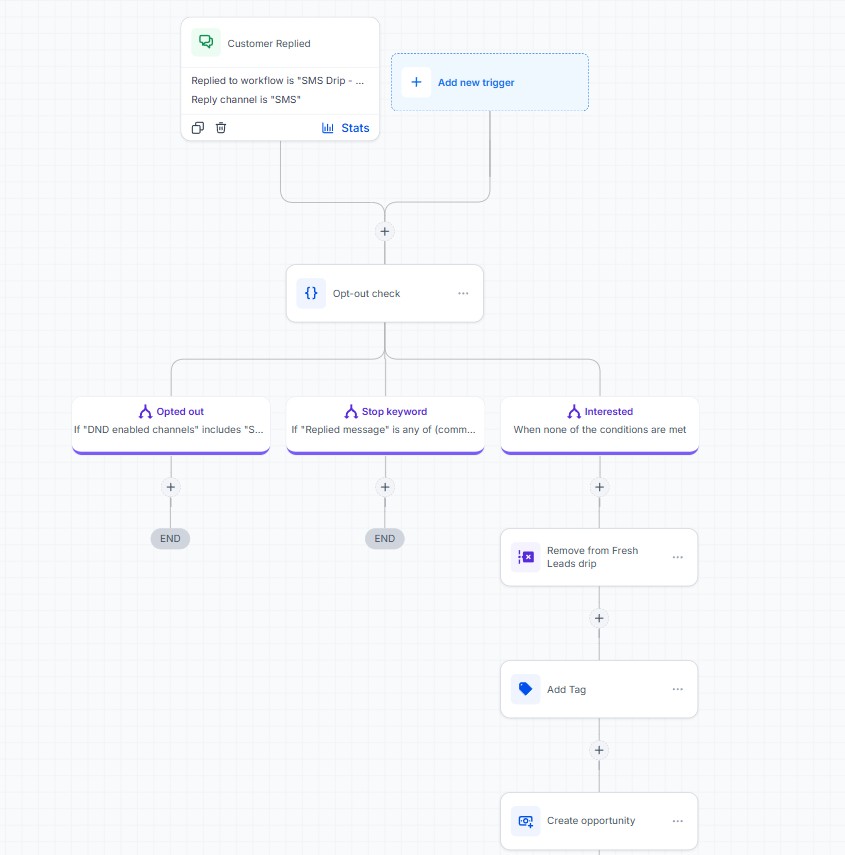 Customer Replied
Replied to workflow is "SMS Drip - ...
Reply channel is "SMS"
Stats
Add new trigger
Opt-out check
Opted out
If "DND enabled channels" includes "S...
Stop keyword
If "Replied message" is any of (comm...
Interested
When none of the conditions are met
END
END
Remove from Fresh
Leads drip
Add Tag
Create opportunity